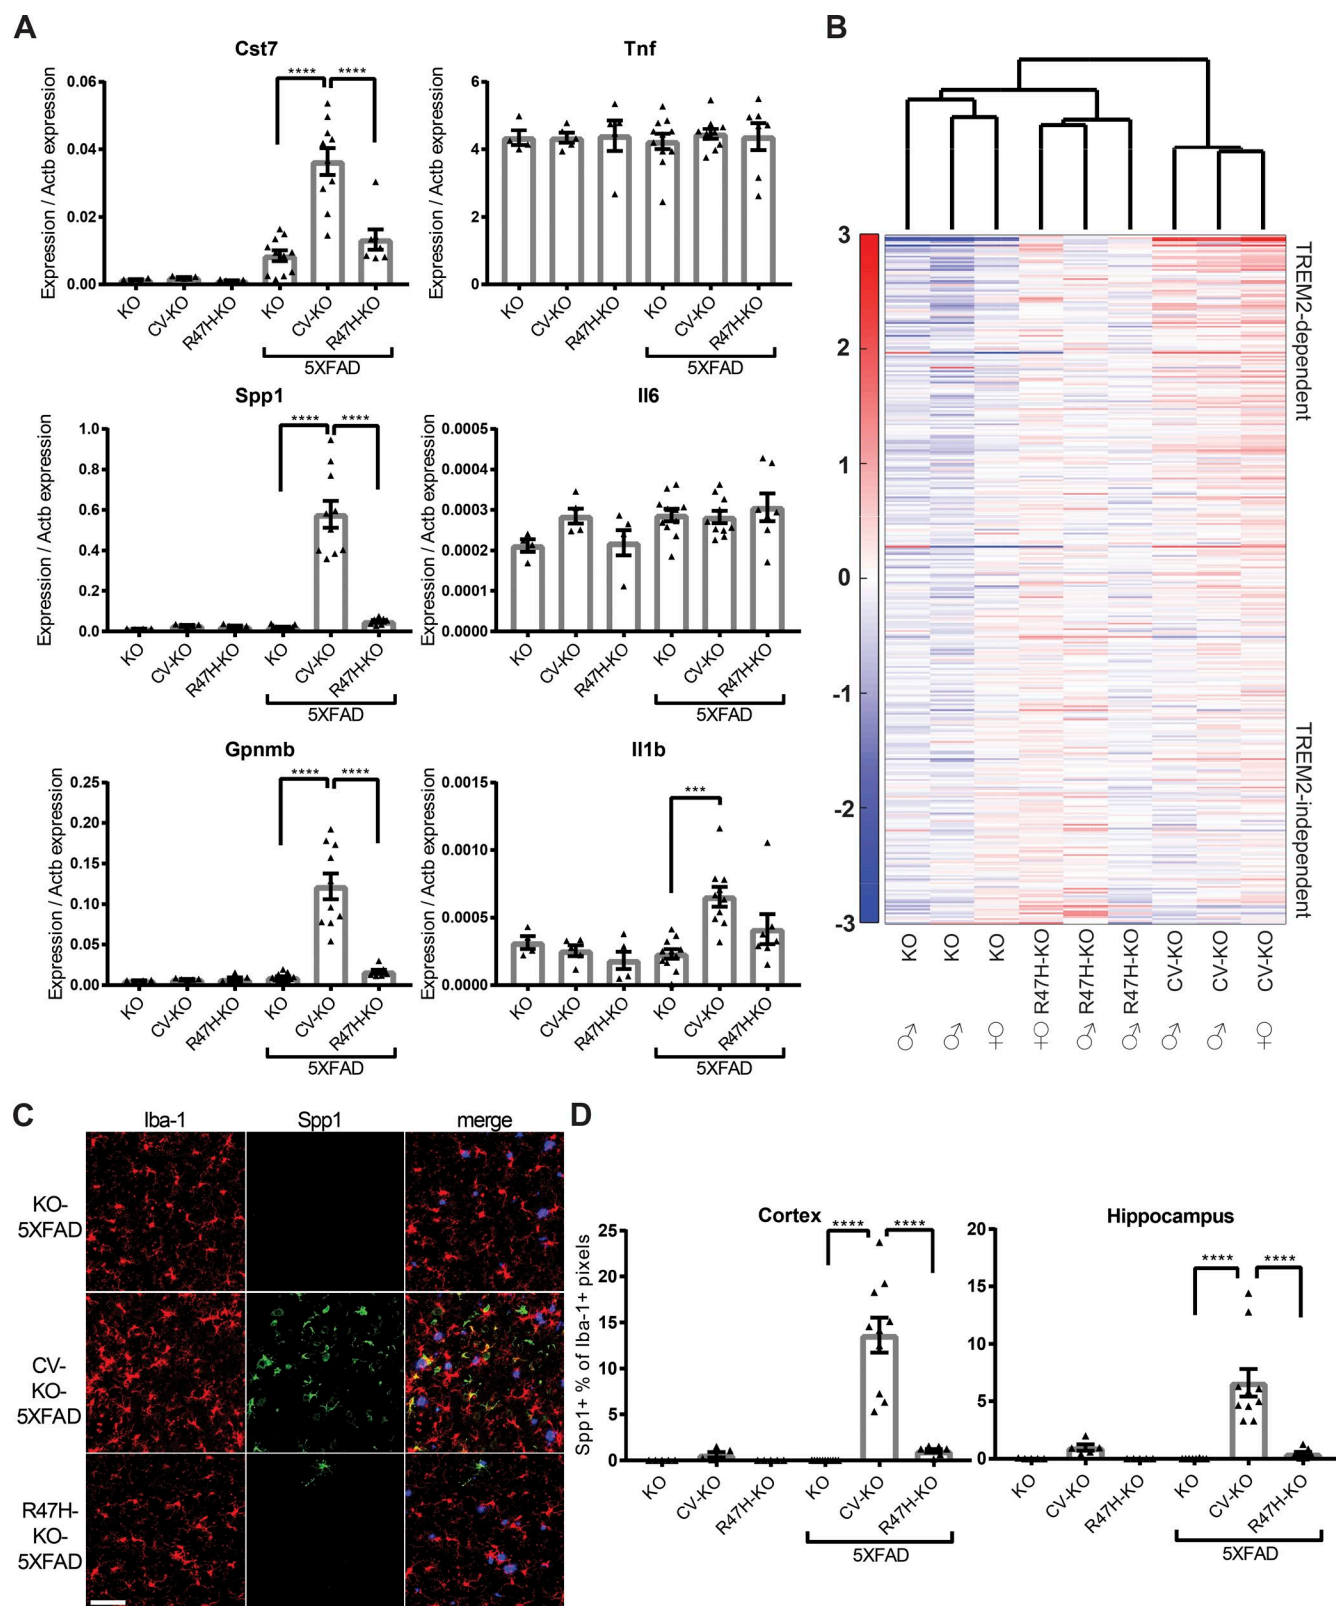 A
Cst7
Expression / Actb expression
0.06
0.04
0.02
0.00
**** ****
KO CV-KO R47H-KO KO CV-KO R47H-KO
5XFAD
Tnf
Expression / Actb expression
6
4
2
0
KO CV-KO R47H-KO KO CV-KO R47H-KO
5XFAD
Spp1
Expression / Actb expression
1.0
0.8
0.6
0.4
0.2
0.0
**** ****
KO CV-KO R47H-KO KO CV-KO R47H-KO
5XFAD
Il6
Expression / Actb expression
0.0005
0.0004
0.0003
0.0002
0.0001
0.0000
KO CV-KO R47H-KO KO CV-KO R47H-KO
5XFAD
Gpnmb
Expression / Actb expression
0.25
0.20
0.15
0.10
0.05
0.00
**** ****
KO CV-KO R47H-KO KO CV-KO R47H-KO
5XFAD
Il1b
Expression / Actb expression
0.0015
0.0010
0.0005
0.0000
***
KO CV-KO R47H-KO KO CV-KO R47H-KO
5XFAD
B
3
2
1
0
-1
-2
-3
TREM2-dependent
TREM2-independent
KO KO KO R47H-KO R47H-KO R47H-KO CV-KO CV-KO CV-KO
♂ ♂ ♀ ♀ ♂ ♂ ♂ ♂ ♀
C
Iba-1 Spp1 merge
KO-
5XFAD
CV-
KO-
5XFAD
R47H-
KO-
5XFAD
D
Cortex
Spp1+ % of Iba-1+ pixels
25
20
15
10
5
0
**** ****
KO CV-KO R47H-KO KO CV-KO R47H-KO
5XFAD
Hippocampus
20
15
10
5
0
**** ****
KO CV-KO R47H-KO KO CV-KO R47H-KO
5XFAD